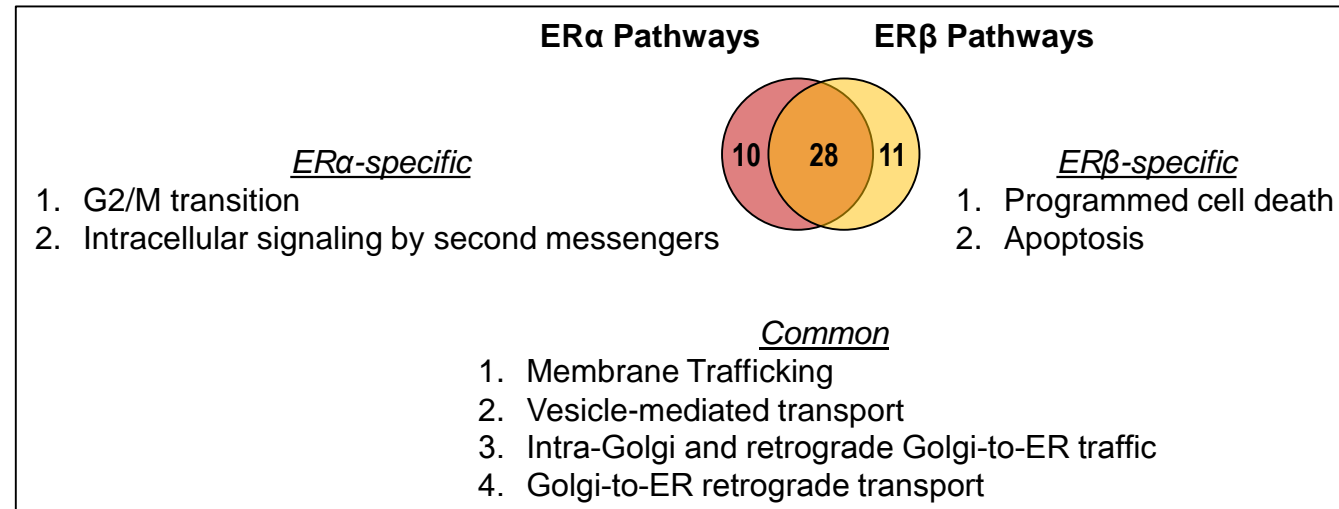 ERα Pathways ERβ Pathways
10 28 11
ERα-specific
1. G2/M transition
2. Intracellular signaling by second messengers
ERβ-specific
1. Programmed cell death
2. Apoptosis
Common
1. Membrane Trafficking
2. Vesicle-mediated transport
3. Intra-Golgi and retrograde Golgi-to-ER traffic
4. Golgi-to-ER retrograde transport